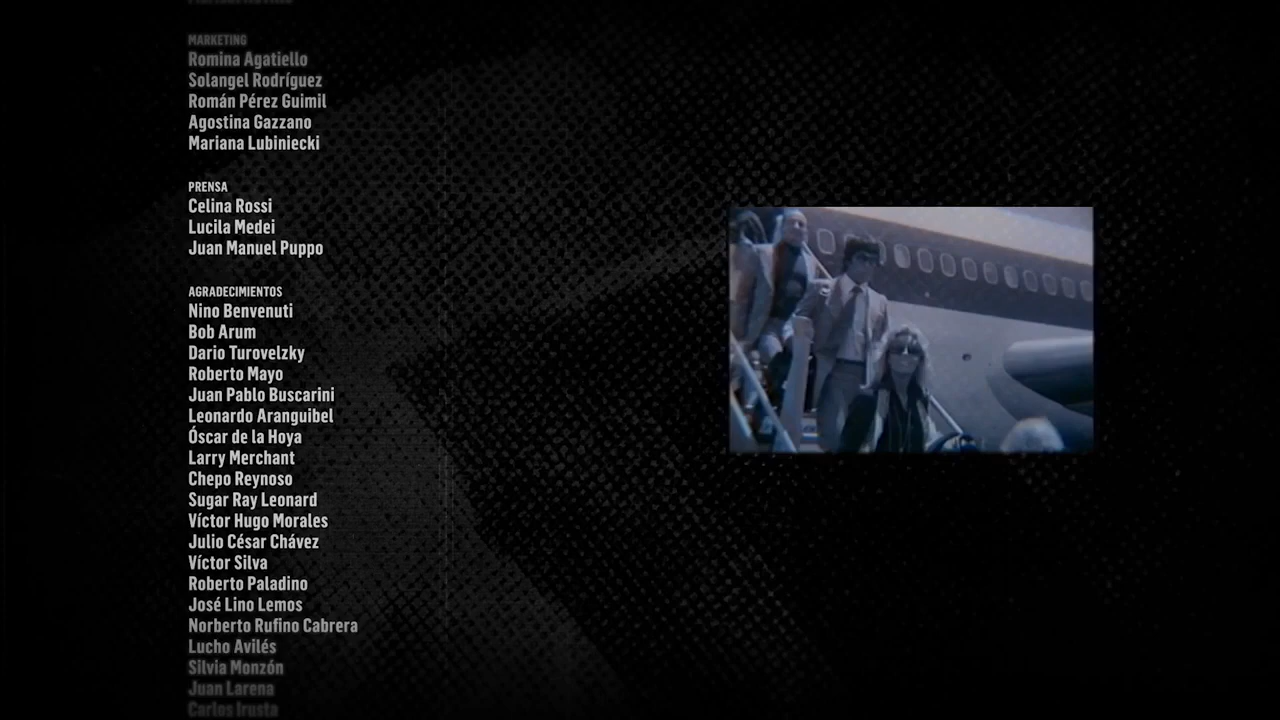 MARKETING
Romina Agatiello
Solangel Rodríguez
Román Pérez Guimil
Agostina Gazzano
Mariana Lubiniecki
PRENSA
Celina Rossi
Lucila Medei
Juan Manuel Puppo
AGRADECIMIENTOS
Nino Benvenuti
Bob Arum
Dario Turovelzky
Roberto Mayo
Juan Pablo Buscarini
Leonardo Aranguibel
Óscar de la Hoya
Larry Merchant
Chepo Reynoso
Sugar Ray Leonard
Víctor Hugo Morales
Julio César Chávez
Víctor Silva
Roberto Paladino
José Lino Lemos
Norberto Rufino Cabrera
Lucho Avilés
Silvia Monzón
Juan Larena
Carlos Irusta